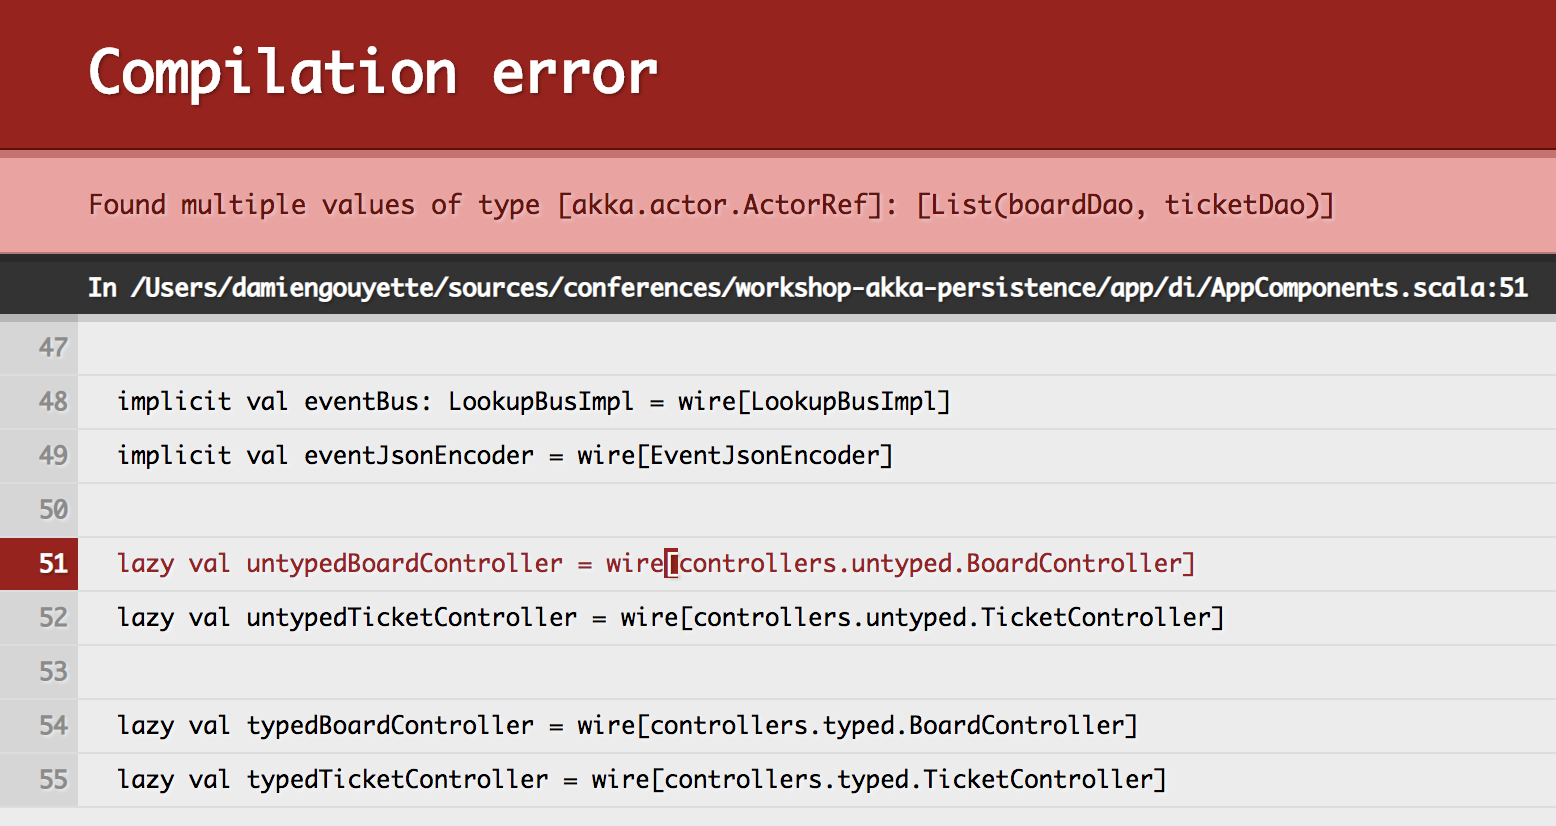 Compilation error
Found multiple values of type [akka.actor.ActorRef]: [List(boardDao, ticketDao)]
In /Users/damiengouyette/sources/conferences/workshop-akka-persistence/app/di/AppComponents.scala:51
47
48 implicit val eventBus: LookupBusImpl = wire[LookupBusImpl]
49 implicit val eventJsonEncoder = wire[EventJsonEncoder]
50
51 lazy val untypedBoardController = wire[controllers.untyped.BoardController]
52 lazy val untypedTicketController = wire[controllers.untyped.TicketController]
53
54 lazy val typedBoardController = wire[controllers.typed.BoardController]
55 lazy val typedTicketController = wire[controllers.typed.TicketController]